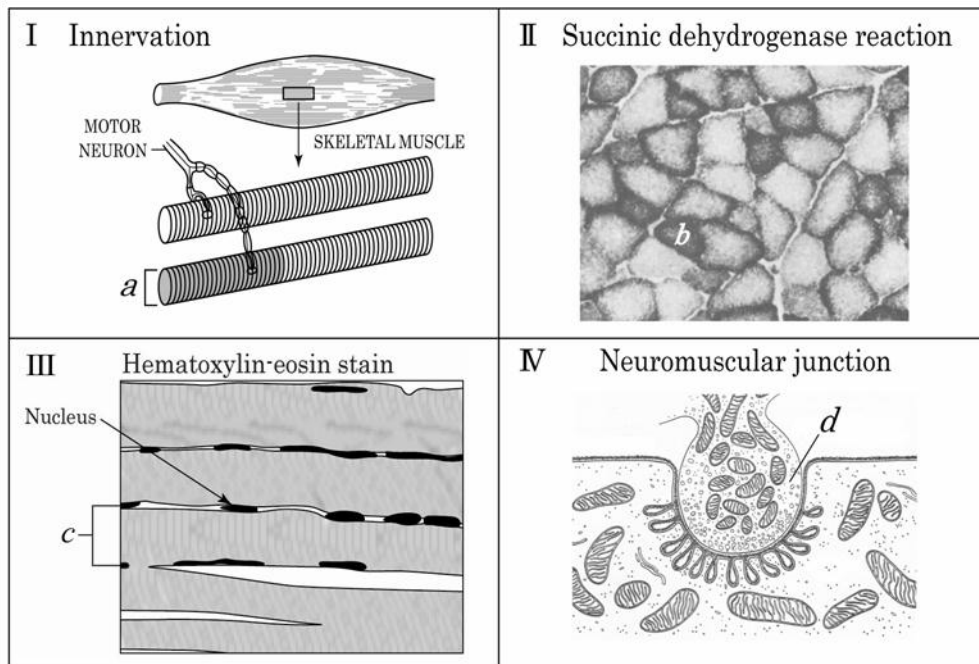 I Innervation
MOTOR
NEURON
SKELETAL MUSCLE
a
II Succinic dehydrogenase reaction
b
III Hematoxylin-eosin stain
Nucleus
c
IV Neuromuscular junction
d